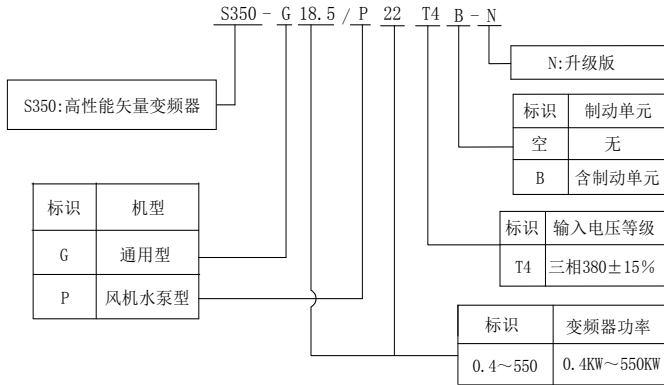 S350-G 18.5/P 22 T4 B-N
N:升级版
S350:高性能矢量变频器
标识 制动单元
空 无
B 含制动单元
标识 机型
G 通用型
P 风机水泵型
标识 输入电压等级
T4 三相380±15%
标识 变频器功率
0.4～550 0.4KW～550KW